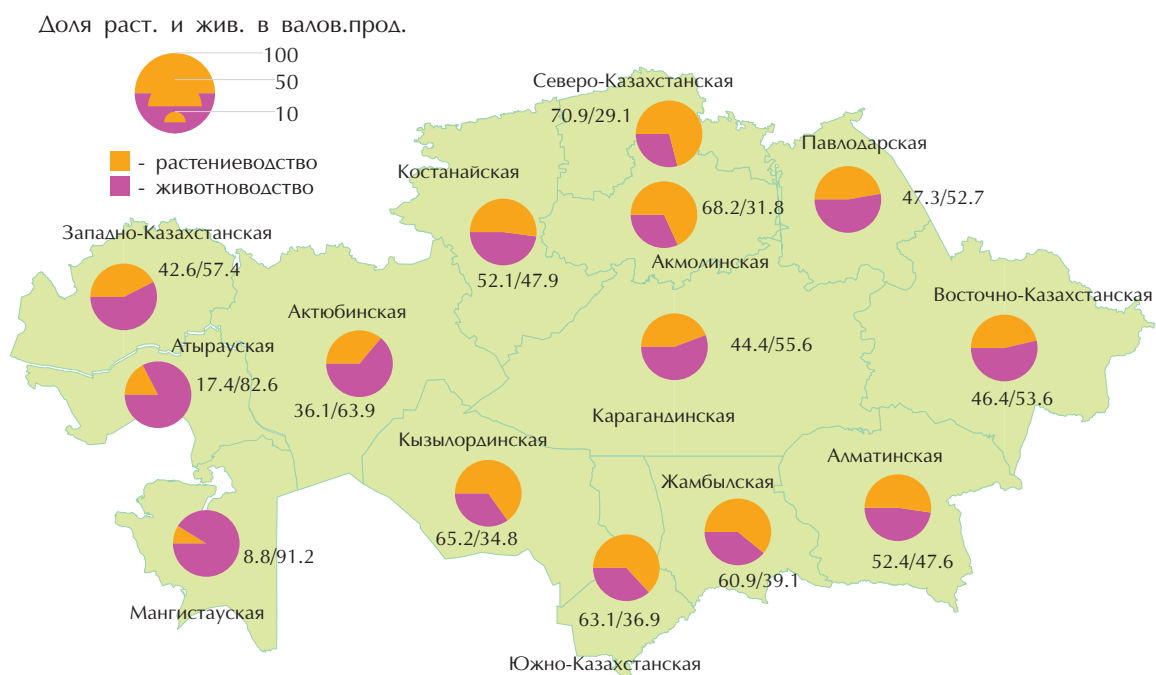 Доля раст. и жив. в валов.прод.
100
50
10
- растениеводство
- животноводство
Северо-Казахстанская
70.9/29.1
Павлодарская
47.3/52.7
Костанайская
52.1/47.9
68.2/31.8
Акмолинская
Западно-Казахстанская
42.6/57.4
Актюбинская
36.1/63.9
Атырауская
17.4/82.6
44.4/55.6
Карагандинская
Восточно-Казахстанская
46.4/53.6
Кызылординская
65.2/34.8
Жамбылская
60.9/39.1
Алматинская
52.4/47.6
8.8/91.2
Мангистауская
63.1/36.9
Южно-Казахстанская